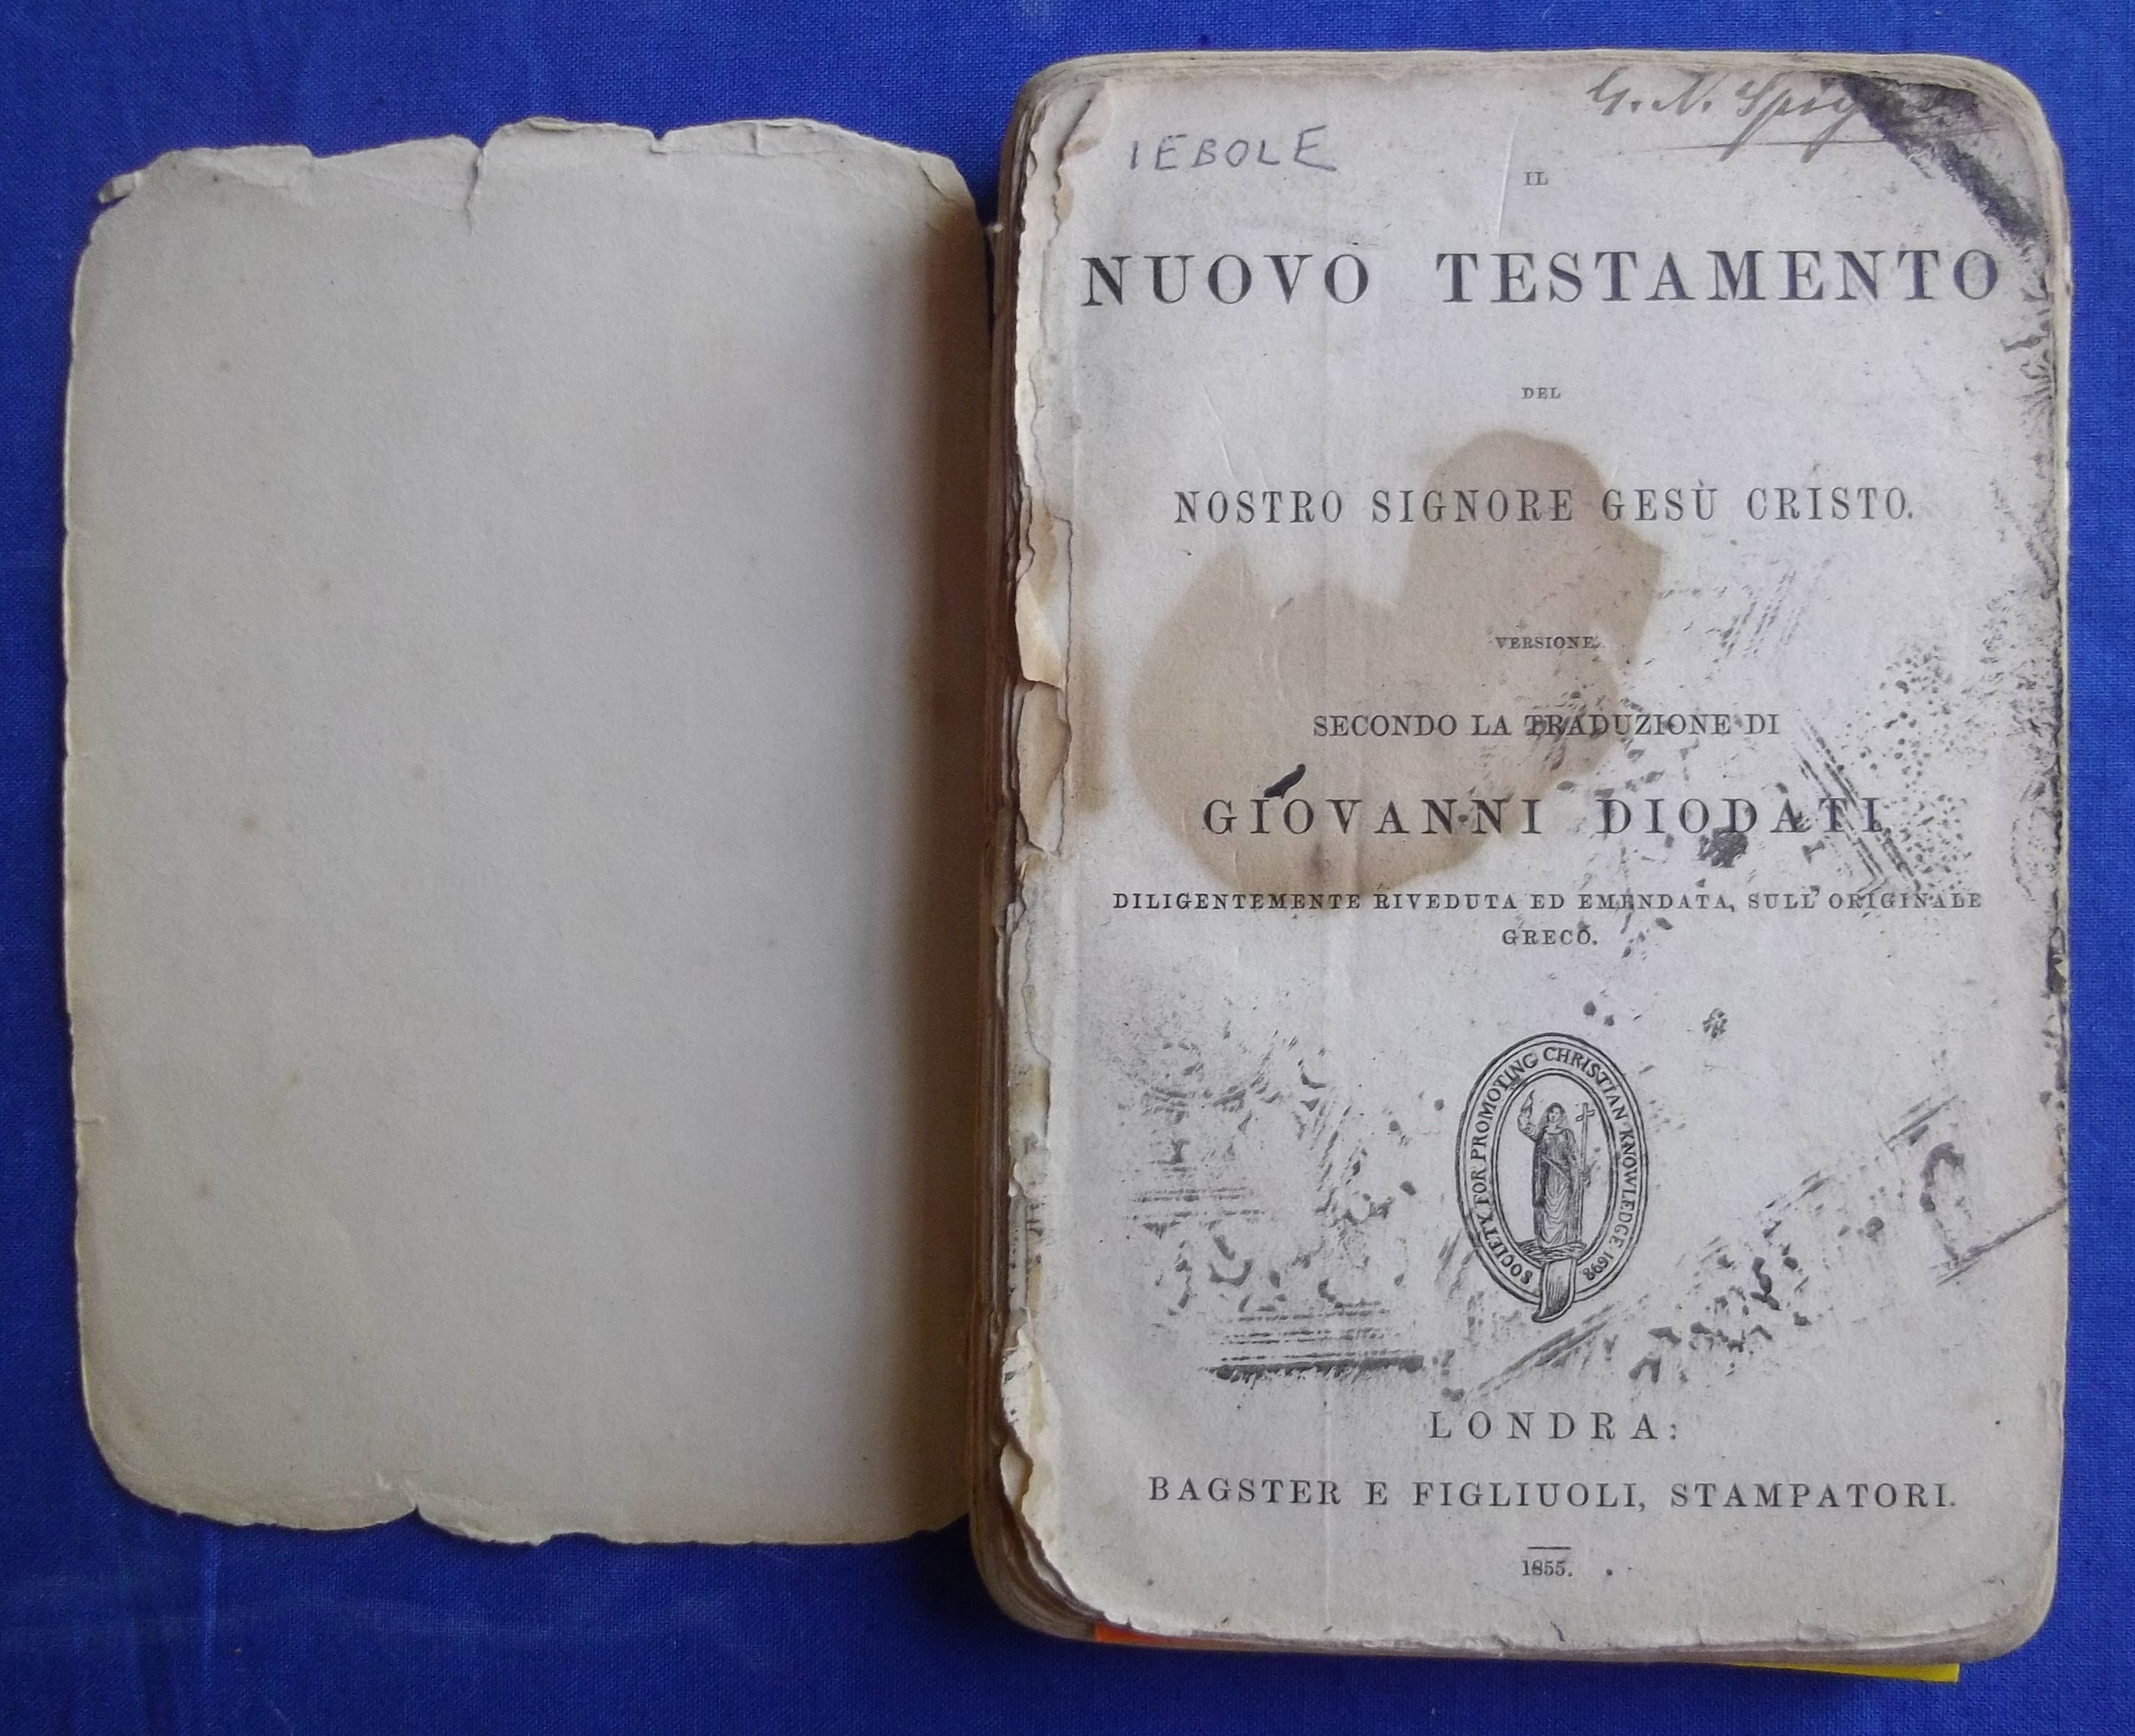 G. N.
IEBOLE
IL
NUOVO TESTAMENTO
DEL
NOSTRO SIGNORE GESÙ CRISTO.
VERSIONE
SECONDO LA TRADUZIONE DI
GIOVANNI DIODATI,
DILIGENTEMENTE RIVEDUTA ED EMENDATA, SULL' ORIGINALE
GRECO.
SOCIETY FOR PROMOTING CHRISTIAN KNOWLEDGE 1698
LONDRA:
BAGSTER E FIGLIUOLI, STAMPATORI.
1855.